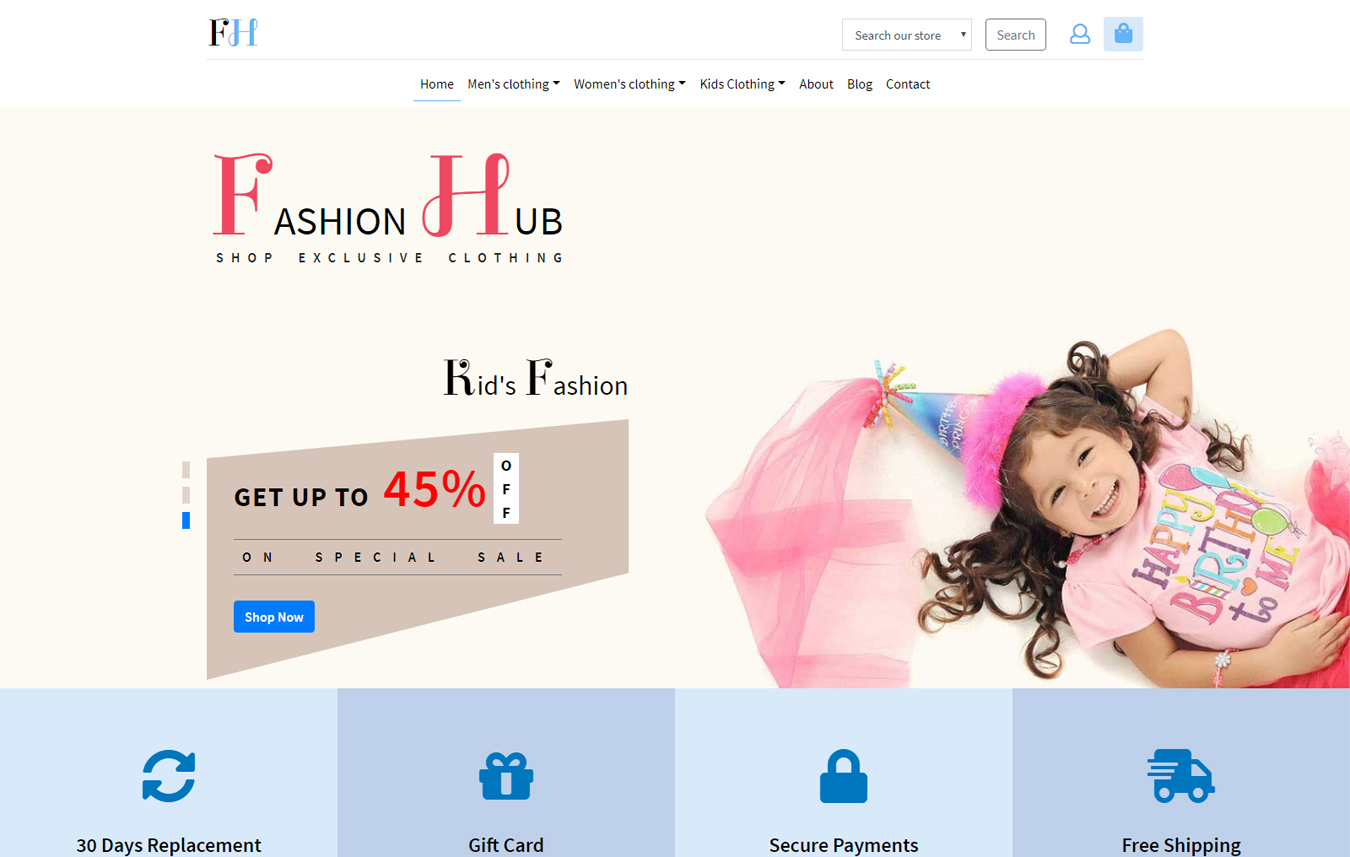 FH
Search our store
Search
Home Men's clothing Women's clothing Kids Clothing About Blog Contact
FASHION HUB
SHOP EXCLUSIVE CLOTHING
Kid's Fashion
GET UP TO 45% OFF
ON SPECIAL SALE
Shop Now
BIRTHDAY
PRINCESS
HAPPY
BIRTHDAY
to ME
30 Days Replacement
Gift Card
Secure Payments
Free Shipping